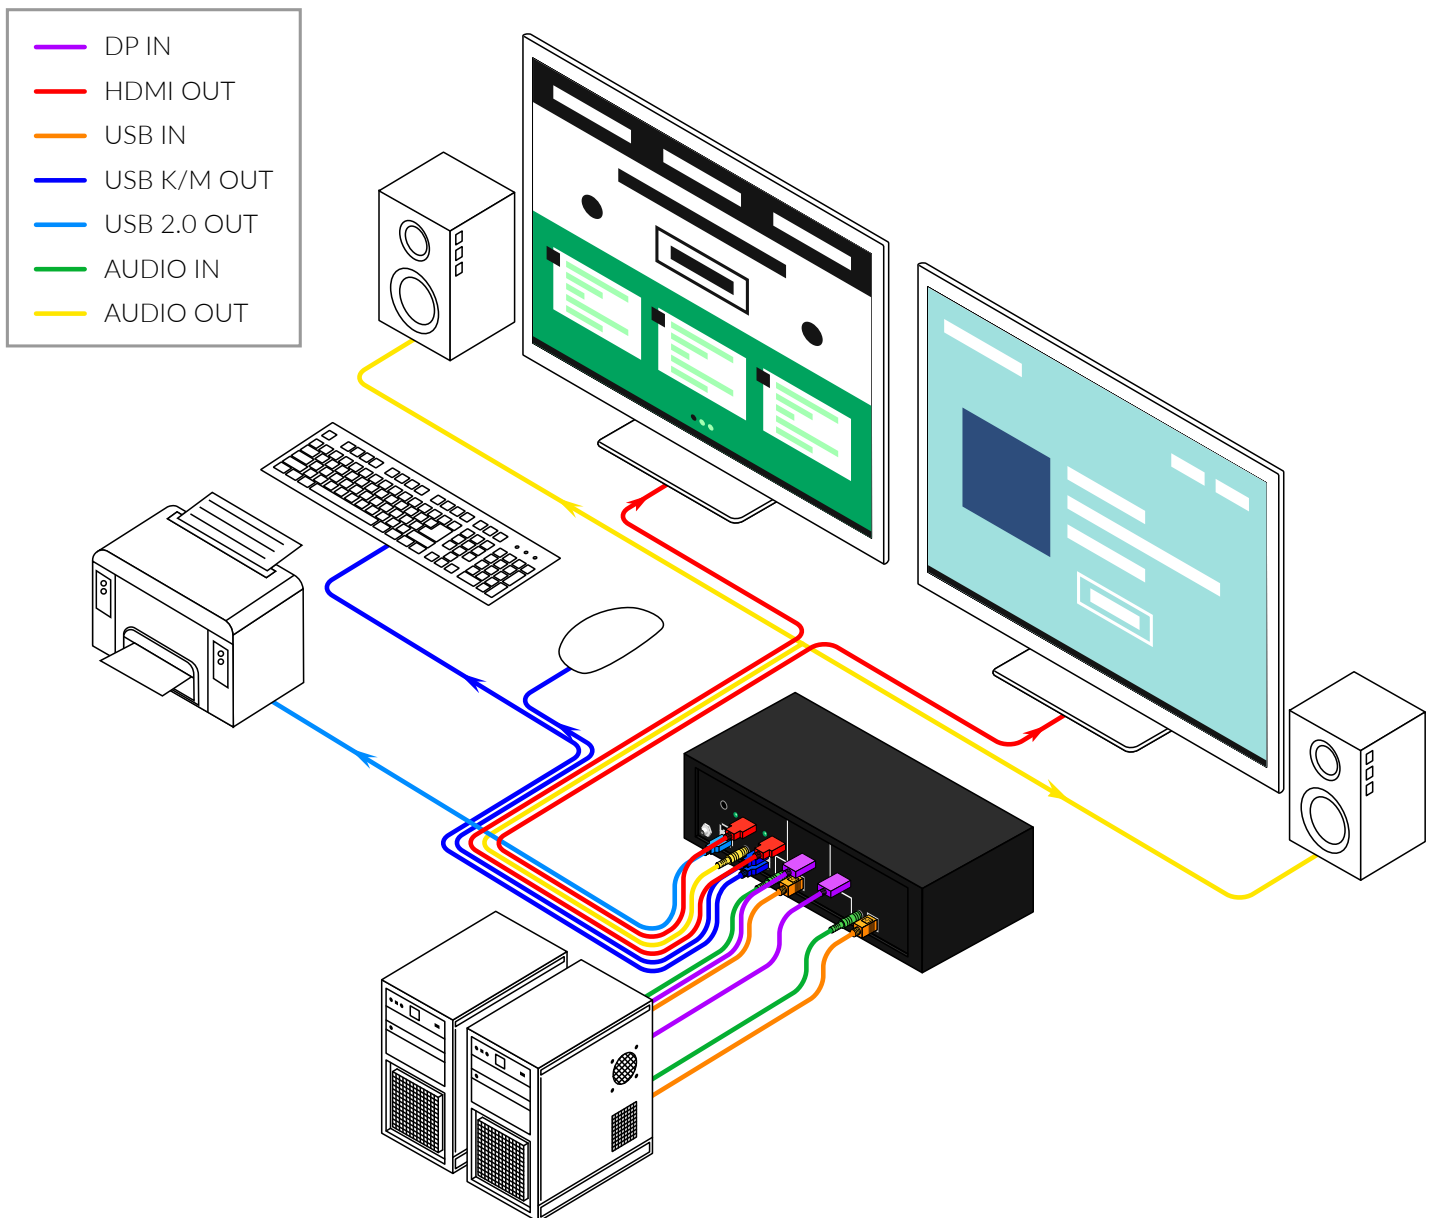 DP IN
HDMI OUT
USB IN
USB K/M OUT
USB 2.0 OUT
AUDIO IN
AUDIO OUT